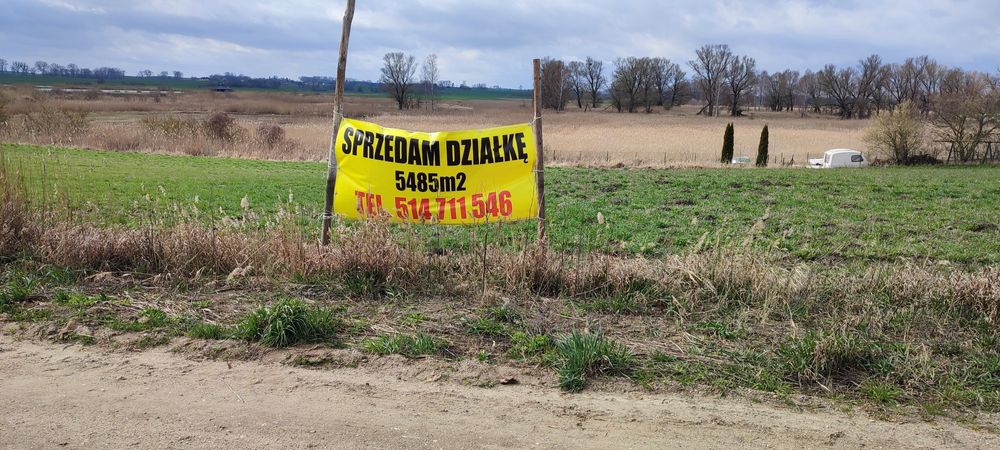 SPRZEDAM DZIAŁKĘ
5485m2
TEL. 514 711 546